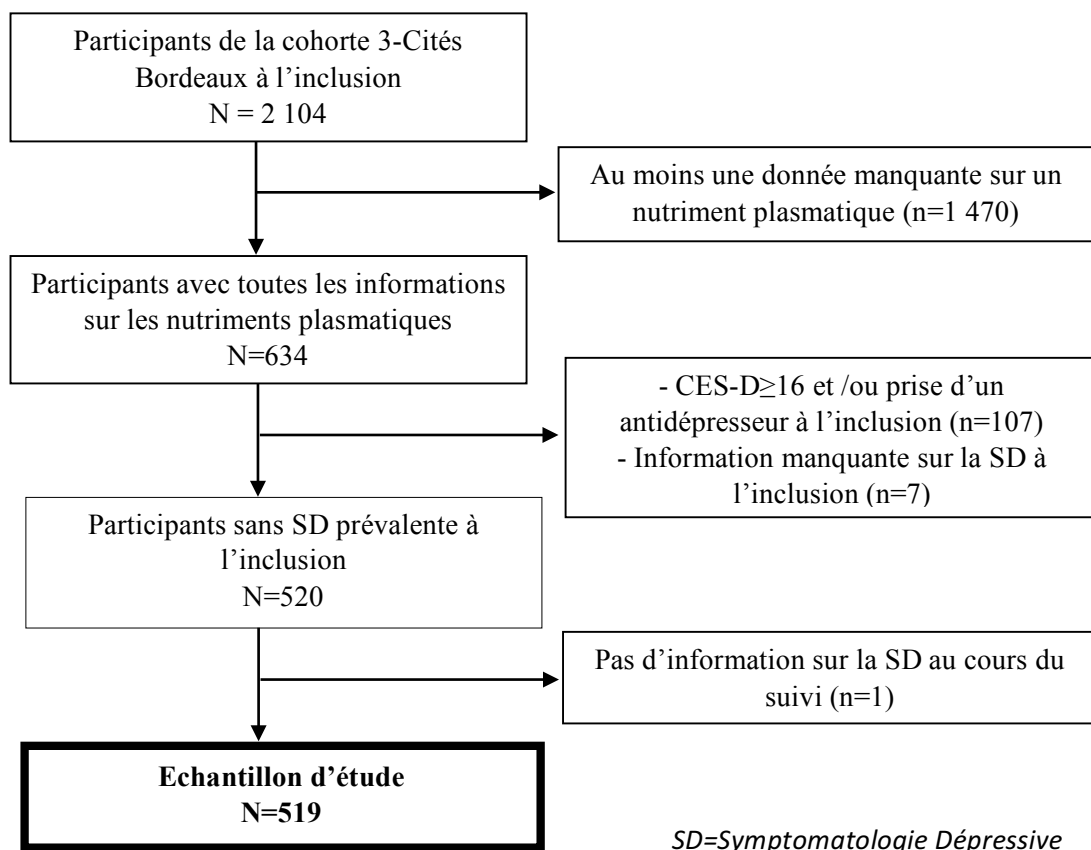 Participants de la cohorte 3-Cités
Bordeaux à l’inclusion
N = 2 104
Au moins une donnée manquante sur un
nutriment plasmatique (n=1 470)
Participants avec toutes les informations
sur les nutriments plasmatiques
N=634
- CES-D≥16 et /ou prise d’un
antidépresseur à l’inclusion (n=107)
- Information manquante sur la SD à
l’inclusion (n=7)
Participants sans SD prévalente à
l’inclusion
N=520
Pas d’information sur la SD au cours du
suivi (n=1)
Echantillon d’étude
N=519
SD=Symptomatologie Dépressive